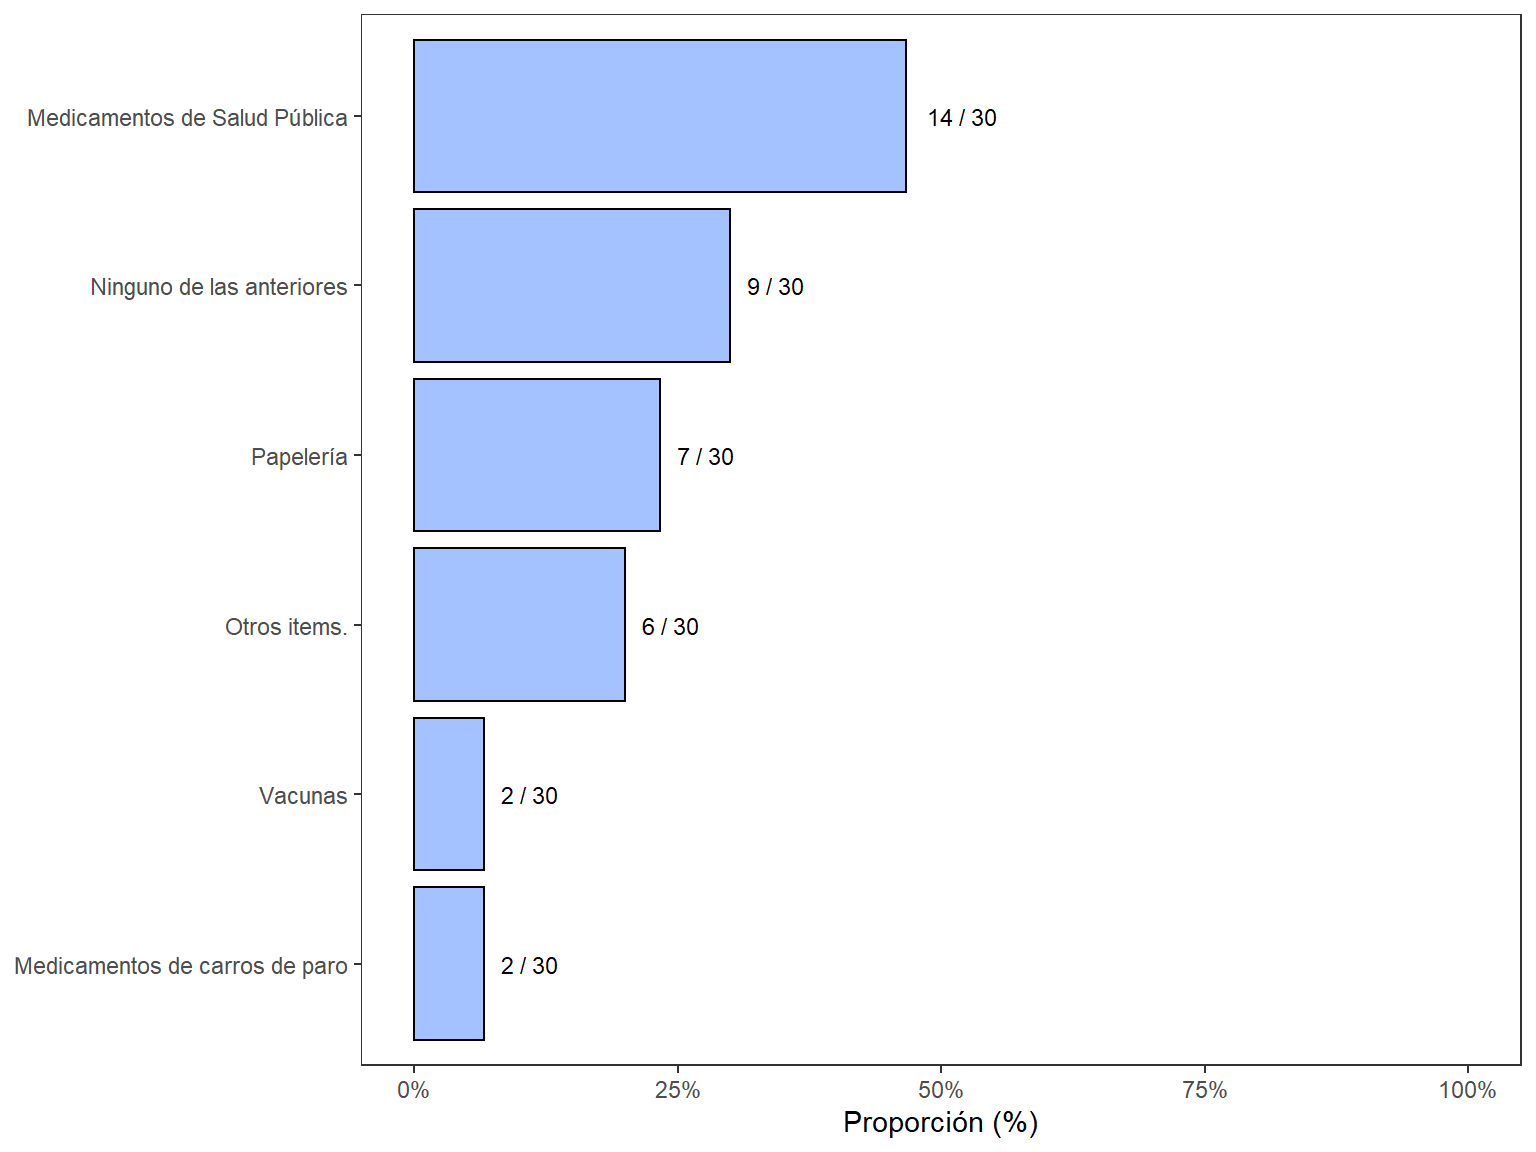 Medicamentos de Salud Pública
14 / 30
Ninguno de las anteriores
9 / 30
Papelería
7 / 30
Otros items.
6 / 30
Vacunas
2 / 30
Medicamentos de carros de paro
2 / 30
0%
25%
50%
75%
100%
Proporción (%)